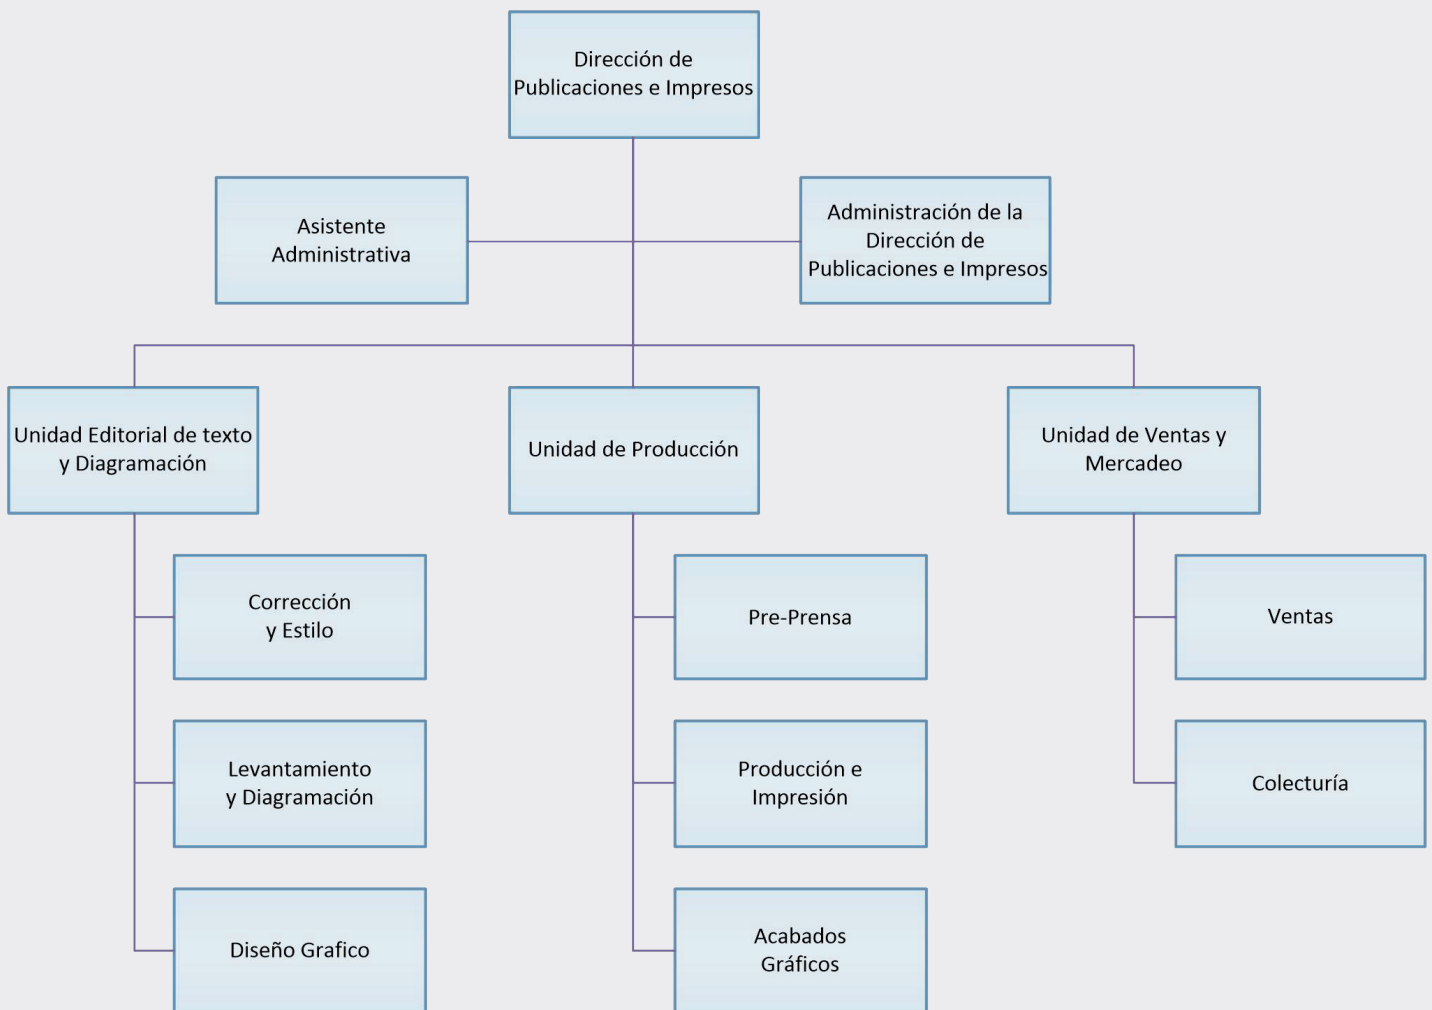 Dirección de
Publicaciones e Impresos
Asistente
Administrativa
Administración de la
Dirección de
Publicaciones e Impresos
Unidad Editorial de texto
y Diagramación
Unidad de Producción
Unidad de Ventas y
Mercadeo
Corrección
y Estilo
Pre-Prensa
Ventas
Levantamiento
y Diagramación
Producción e
Impresión
Colecturía
Diseño Grafico
Acabados
Gráficos